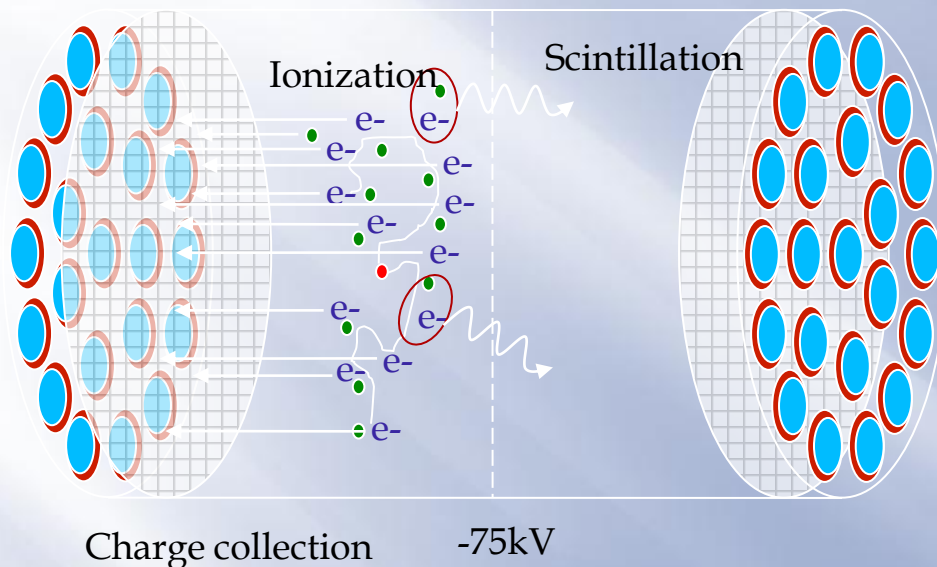 Ionization
Scintillation
e-
e-
e-
e-
e-
e-
e-
e-
e-
e-
e-
e-
e-
Charge collection
-75kV